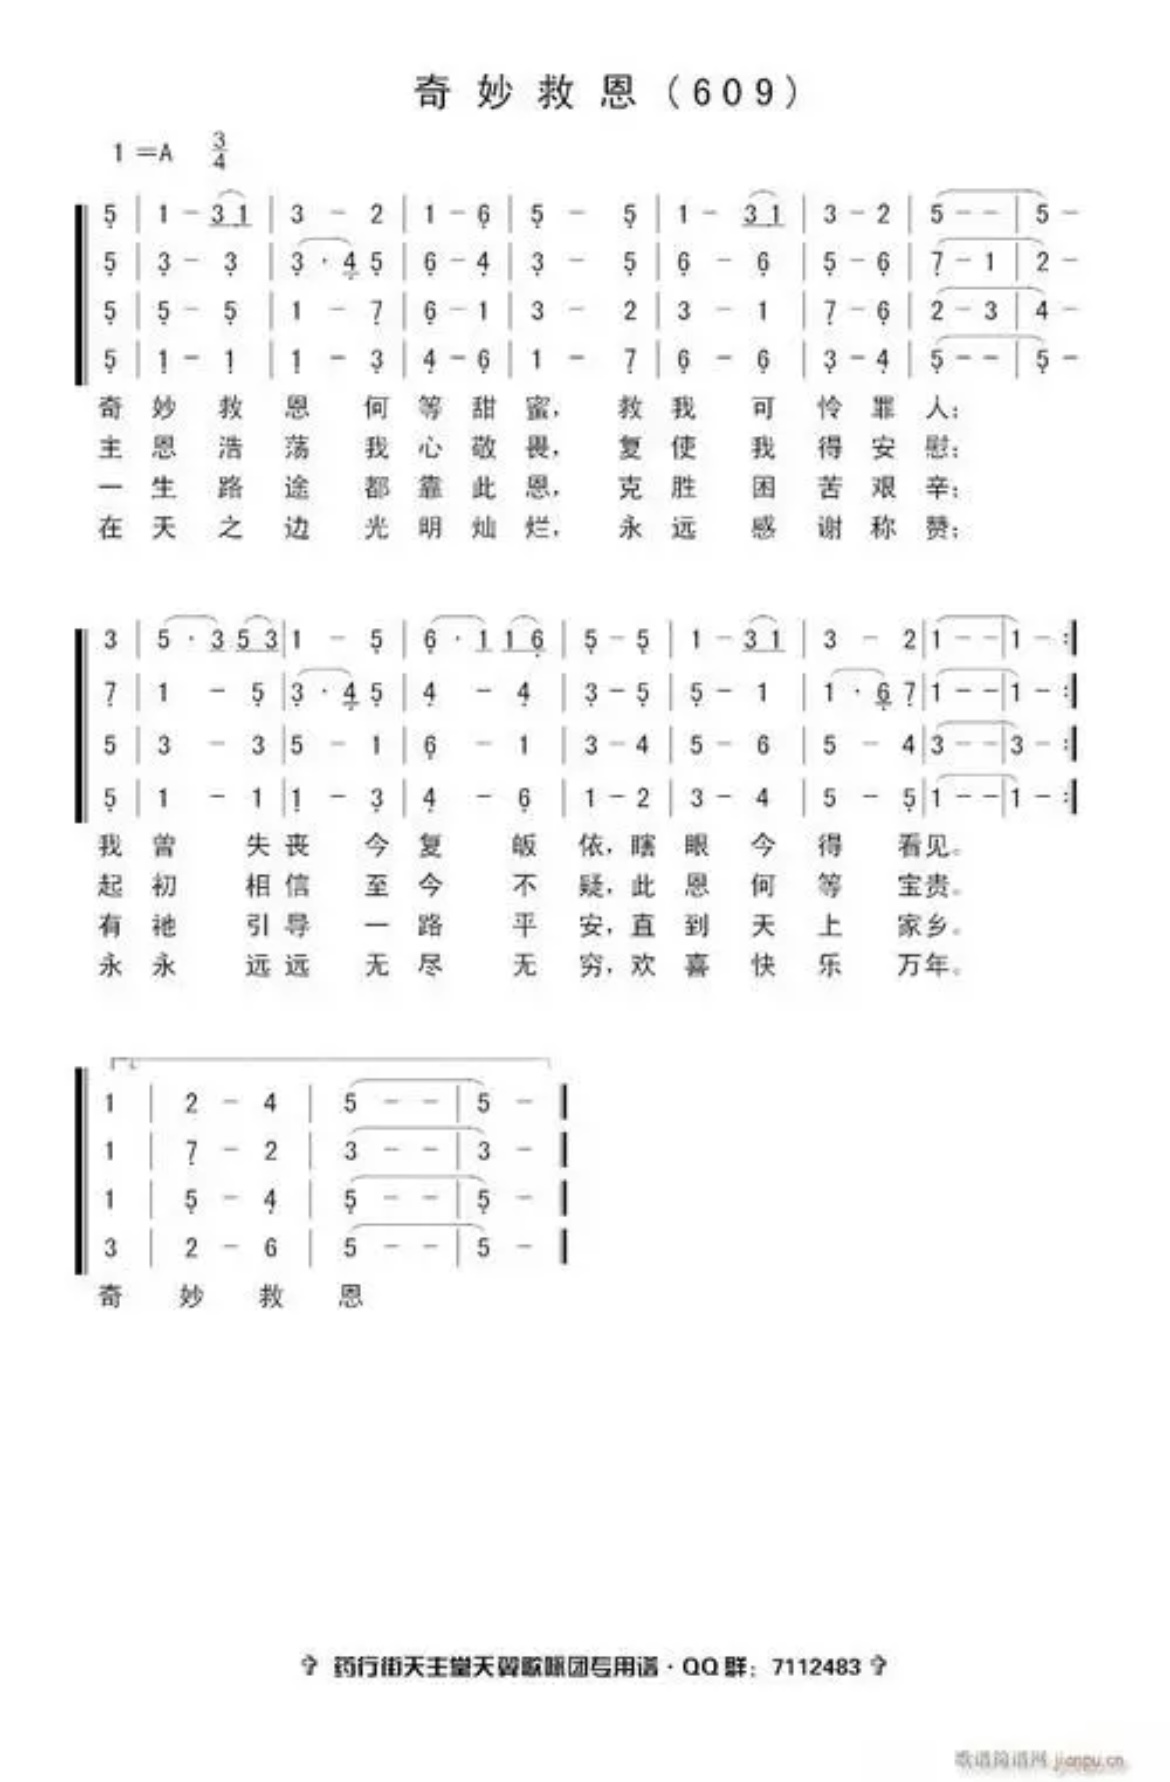 奇妙救恩（609）
1=A 3/4
5̣ | 1 - 3 1 | 3 - 2 | 1 - 6̣ | 5̣ - 5̣ | 1 - 3 1 | 3 - 2 | 5 - - | 5 -
5̣ | 3̣ - 3̣ | 3̣ · 4̣ 5̣ | 6̣ - 4̣ | 3̣ - 5̣ | 6̣ - 6̣ | 5̣ - 6̣ | 7̣ - 1 | 2 -
5̣ | 5̣ - 5̣ | 1 - 7̣ | 6̣ - 1 | 3 - 2 | 3 - 1 | 7̣ - 6̣ | 2 - 3 | 4 -
5̣ | 1̣ - 1̣ | 1̣ - 3̣ | 4̣ - 6̣ | 1 - 7̣ | 6̣ - 6̣ | 3̣ - 4̣ | 5̣ - - | 5̣ -
奇妙救恩何等甜蜜，救我可怜罪人；
主恩浩荡我心敬畏，复使我得安慰；
一生路途都靠此恩，克胜困苦艰辛；
在天之边光明灿烂，永远感谢称赞；
3 | 5 · 3 5 3 | 1 - 5̣ | 6̣ · 1 1 6̣ | 5̣ - 5̣ | 1 - 3 1 | 3 - 2 | 1 - - | 1 - :|
7̣ | 1 - 5̣ | 3̣ · 4̣ 5̣ | 4̣ - 4̣ | 3̣ - 5̣ | 5̣ - 1 | 1 · 6̣ 7̣ | 1 - - | 1 - :|
5 | 3 - 3 | 5 - 1 | 6̣ - 1 | 3 - 4 | 5 - 6 | 5 - 4 | 3 - - | 3 - :|
5̣ | 1 - 1 | 1̣ - 3̣ | 4̣ - 6̣ | 1 - 2 | 3 - 4 | 5 - 5̣ | 1 - - | 1 - :|
我曾失丧今复皈依，瞎眼今得看见。
起初相信至今不疑，此恩何等宝贵。
有祂引导一路平安，直到天上家乡。
永永远远无尽无穷，欢喜快乐万年。
1 | 2 - 4 | 5 - - | 5 - |
1 | 7̣ - 2 | 3 - - | 3 - |
1 | 5̣ - 4̣ | 5̣ - - | 5̣ - |
3 | 2 - 6 | 5 - - | 5 - |
奇妙救恩
✞ 药行街天主堂天翼歌咏团专用谱·QQ群：7112483 ✞
歌谱简谱网 jianpu.cn